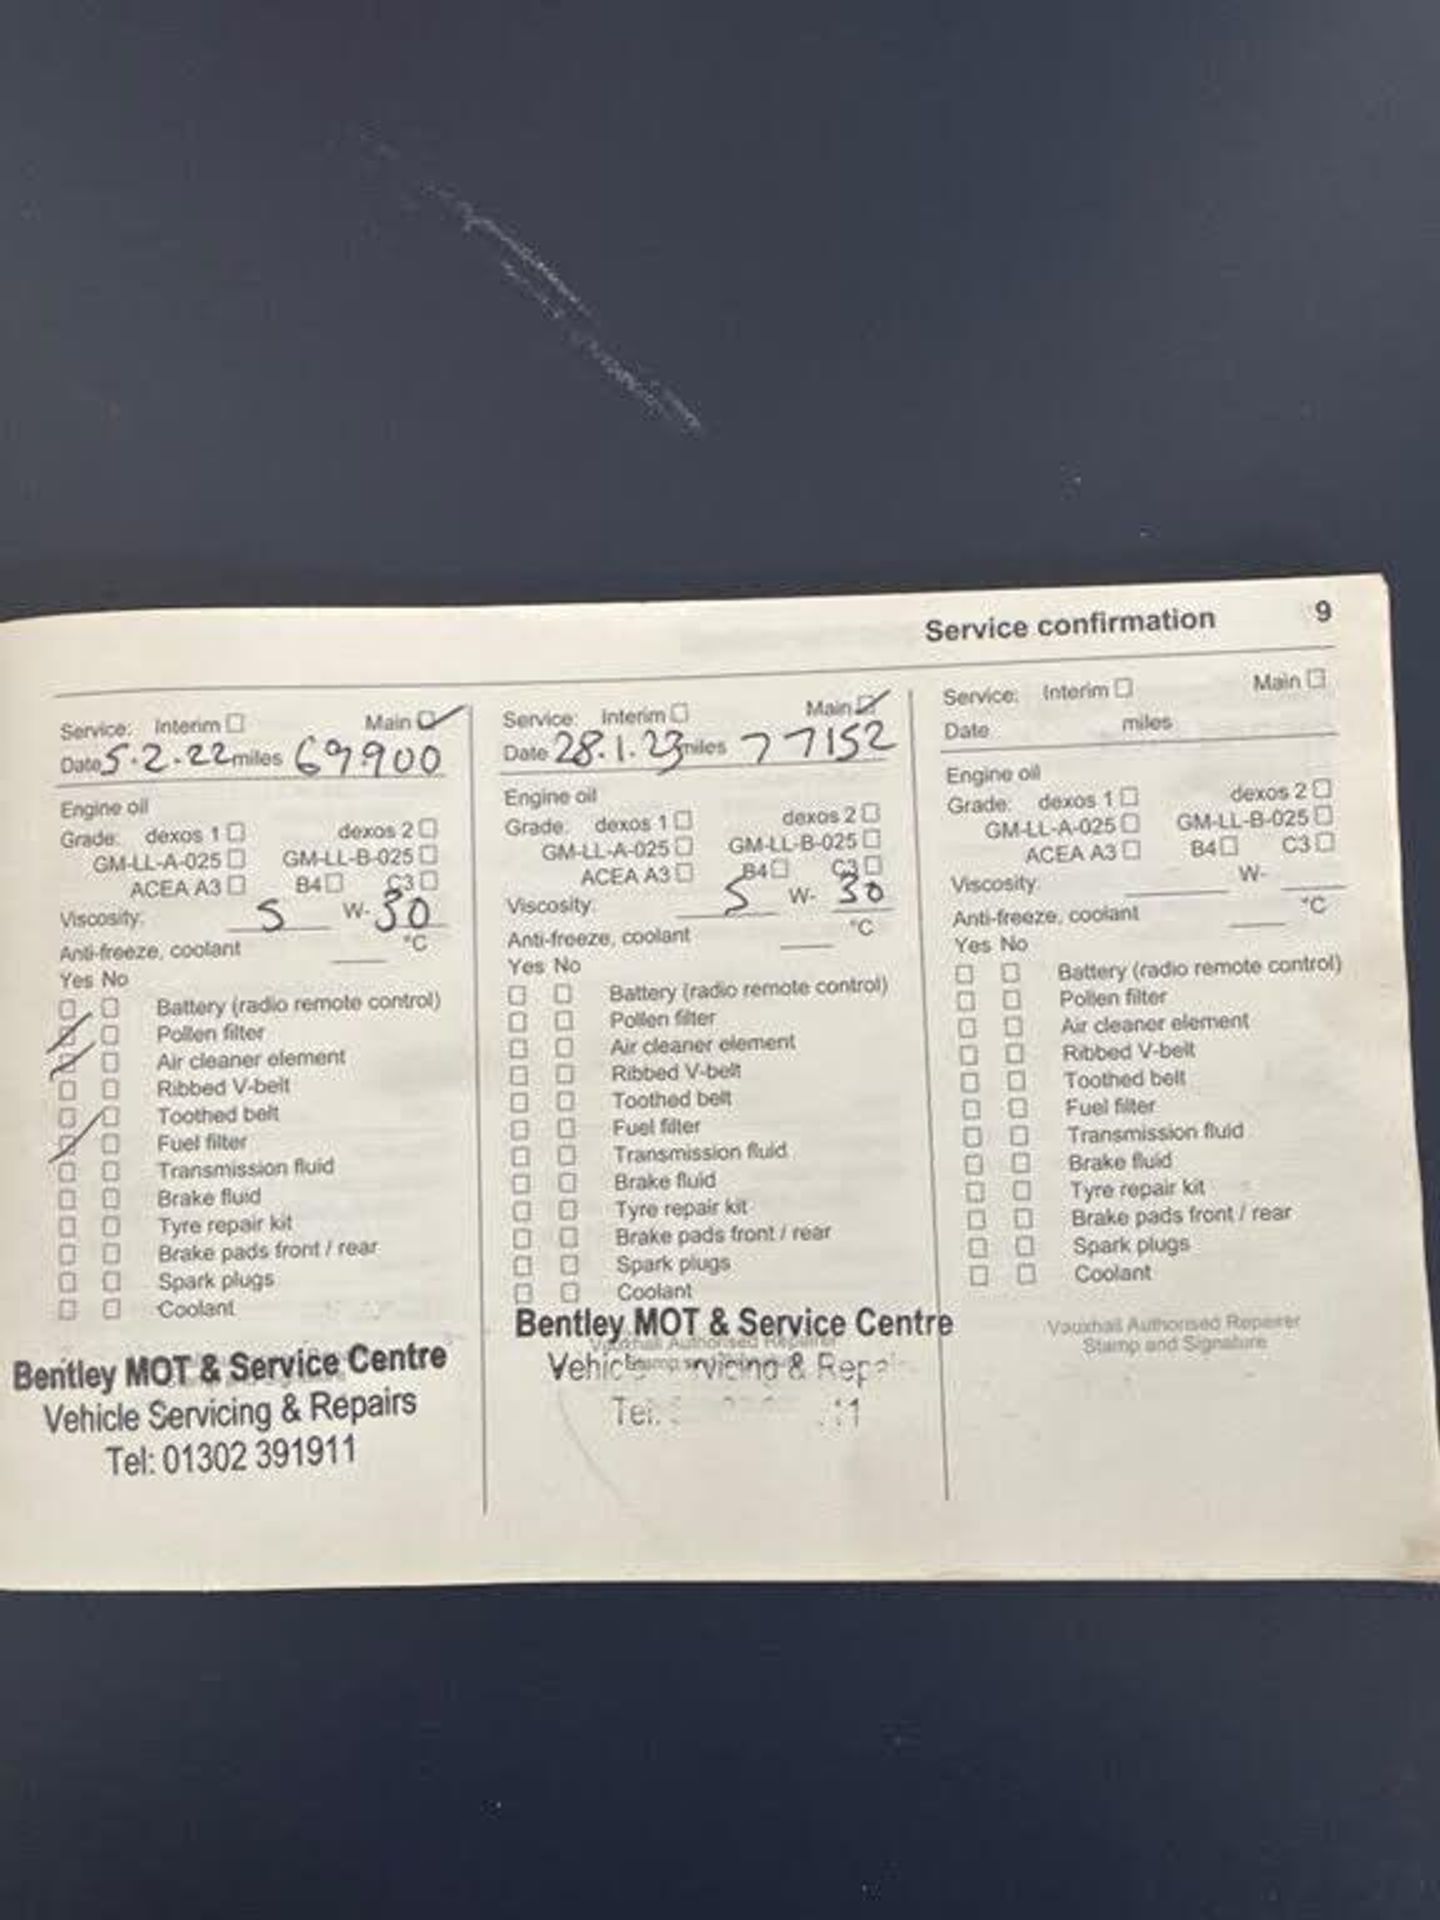 Service confirmation 9
Service: Interim Main
Date 5.2.22 miles 69900
Engine oil
Grade: dexos 1 dexos 2
GM-LL-A-025 GM-LL-B-025
ACEA A3 B4 C3
Viscosity: 5 W- 30
Anti-freeze, coolant °C
Yes No
Battery (radio remote control)
Pollen filter
Air cleaner element
Ribbed V-belt
Toothed belt
Fuel filter
Transmission fluid
Brake fluid
Tyre repair kit
Brake pads front / rear
Spark plugs
Coolant
Bentley MOT & Service Centre
Vehicle Servicing & Repairs
Tel: 01302 391911
Service: Interim Main
Date 28.1.23 miles 77152
Engine oil
Grade: dexos 1 dexos 2
GM-LL-A-025 GM-LL-B-025
ACEA A3 B4 C3
Viscosity: 5 W- 30
Anti-freeze, coolant °C
Yes No
Battery (radio remote control)
Pollen filter
Air cleaner element
Ribbed V-belt
Toothed belt
Fuel filter
Transmission fluid
Brake fluid
Tyre repair kit
Brake pads front / rear
Spark plugs
Coolant
Bentley MOT & Service Centre
Vauxhall Authorised Repairer
& 
Tel:
Service: Interim Main
Date miles
Engine oil
Grade: dexos 1 dexos 2
GM-LL-A-025 GM-LL-B-025
ACEA A3 B4 C3
Viscosity: W-
Anti-freeze, coolant °C
Yes No
Battery (radio remote control)
Pollen filter
Air cleaner element
Ribbed V-belt
Toothed belt
Fuel filter
Transmission fluid
Brake fluid
Tyre repair kit
Brake pads front / rear
Spark plugs
Coolant
Vauxhall Authorised Repairer
Stamp and Signature